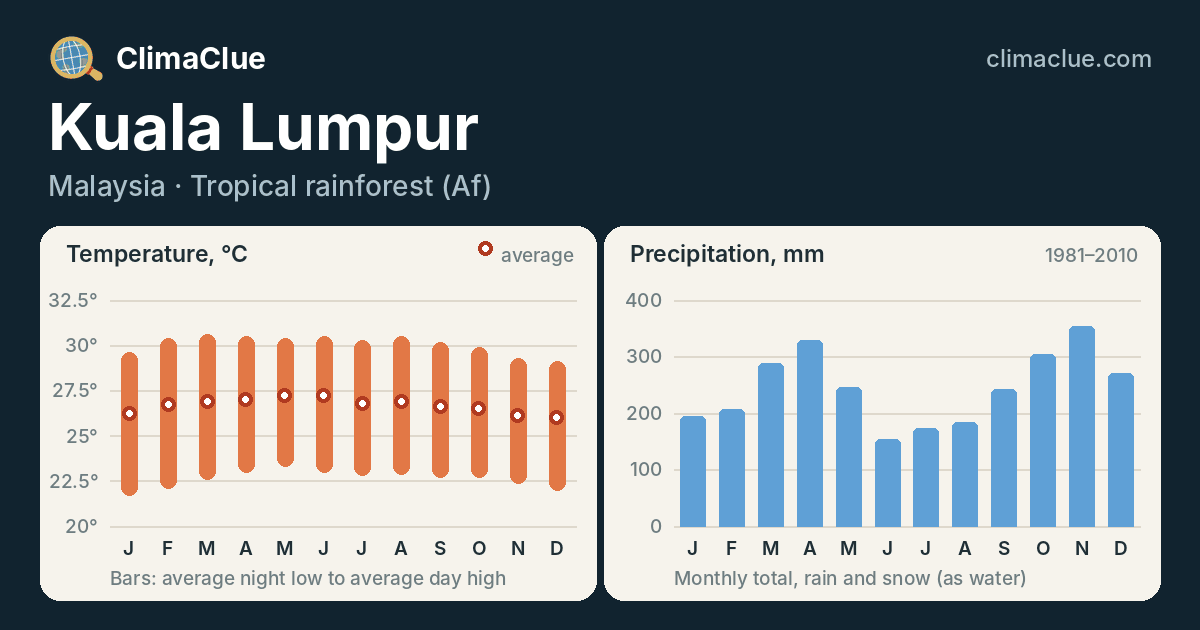 ClimaClue
climaclue.com
Kuala Lumpur
Malaysia · Tropical rainforest (Af)
Temperature, °C
average
32.5°
30°
27.5°
25°
22.5°
20°
J F M A M J J A S O N D
Bars: average night low to average day high
Precipitation, mm
1981–2010
400
300
200
100
0
J F M A M J J A S O N D
Monthly total, rain and snow (as water)